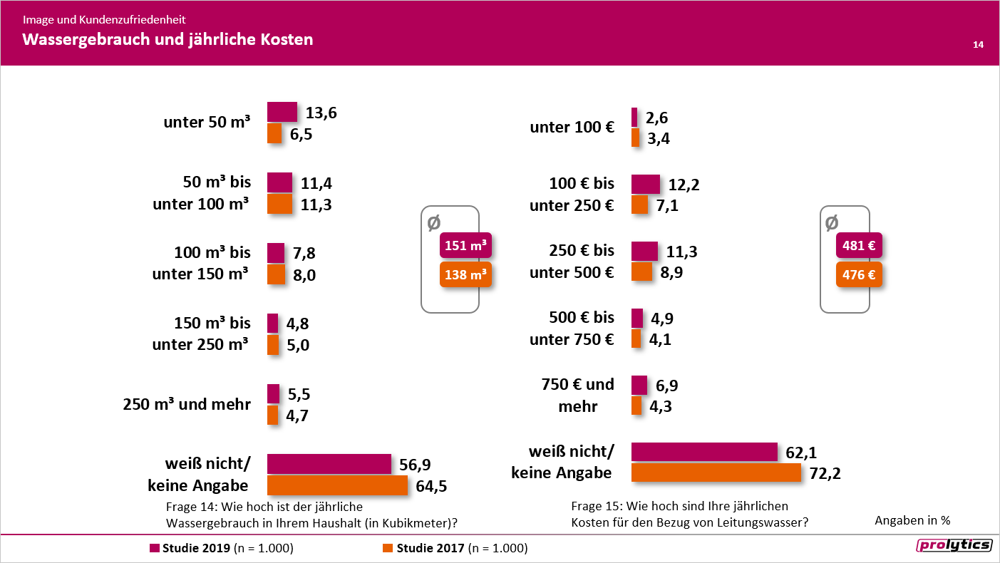 Image und Kundenzufriedenheit
Wassergebrauch und jährliche Kosten
14
unter 50 m³
13,6
6,5
50 m³ bis
unter 100 m³
11,4
11,3
100 m³ bis
unter 150 m³
7,8
8,0
150 m³ bis
unter 250 m³
4,8
5,0
250 m³ und mehr
5,5
4,7
weiß nicht/
keine Angabe
56,9
64,5
Ø
151 m³
138 m³
Frage 14: Wie hoch ist der jährliche
Wassergebrauch in Ihrem Haushalt (in Kubikmeter)?
unter 100 €
2,6
3,4
100 € bis
unter 250 €
12,2
7,1
250 € bis
unter 500 €
11,3
8,9
500 € bis
unter 750 €
4,9
4,1
750 € und
mehr
6,9
4,3
weiß nicht/
keine Angabe
62,1
72,2
Ø
481 €
476 €
Frage 15: Wie hoch sind Ihre jährlichen
Kosten für den Bezug von Leitungswasser?
Angaben in %
Studie 2019 (n = 1.000)
Studie 2017 (n = 1.000)
prolytics